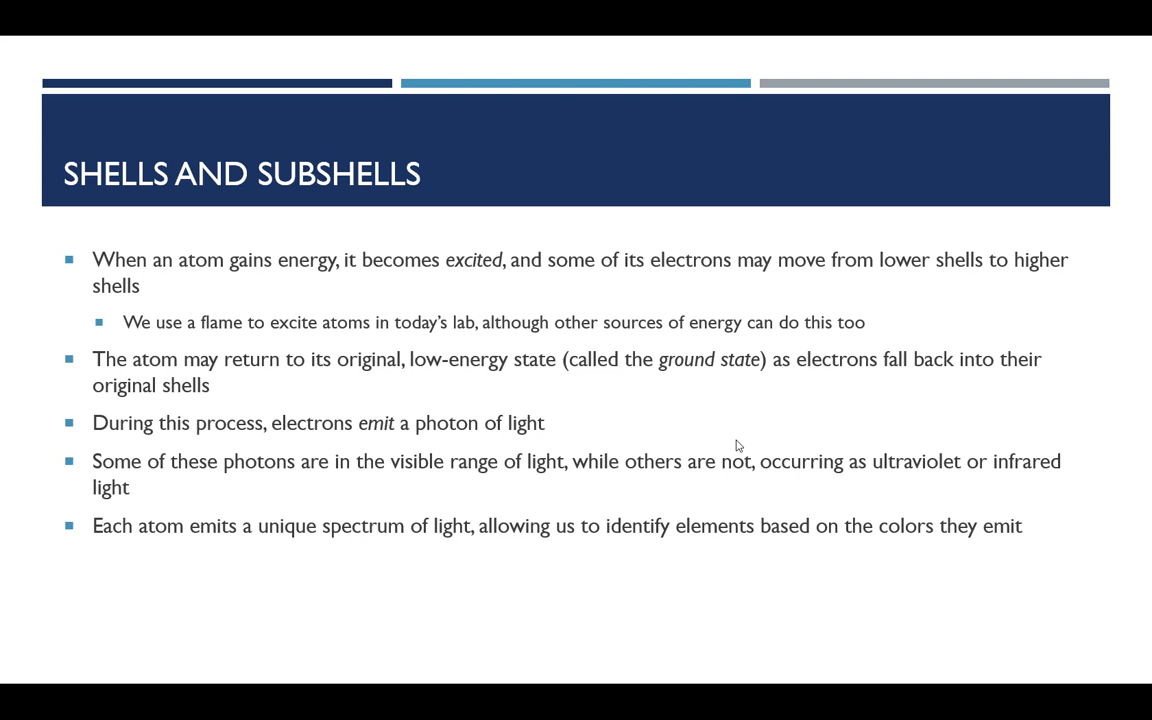 SHELLS AND SUBSHELLS
When an atom gains energy, it becomes excited, and some of its electrons may move from lower shells to higher
shells
We use a flame to excite atoms in today's lab, although other sources of energy can do this too
The atom may return to its original, low-energy state (called the ground state) as electrons fall back into their
original shells
During this process, electrons emit a photon of light
Some of these photons are in the visible range of light, while others are not, occurring as ultraviolet or infrared
light
Each atom emits a unique spectrum of light, allowing us to identify elements based on the colors they emit